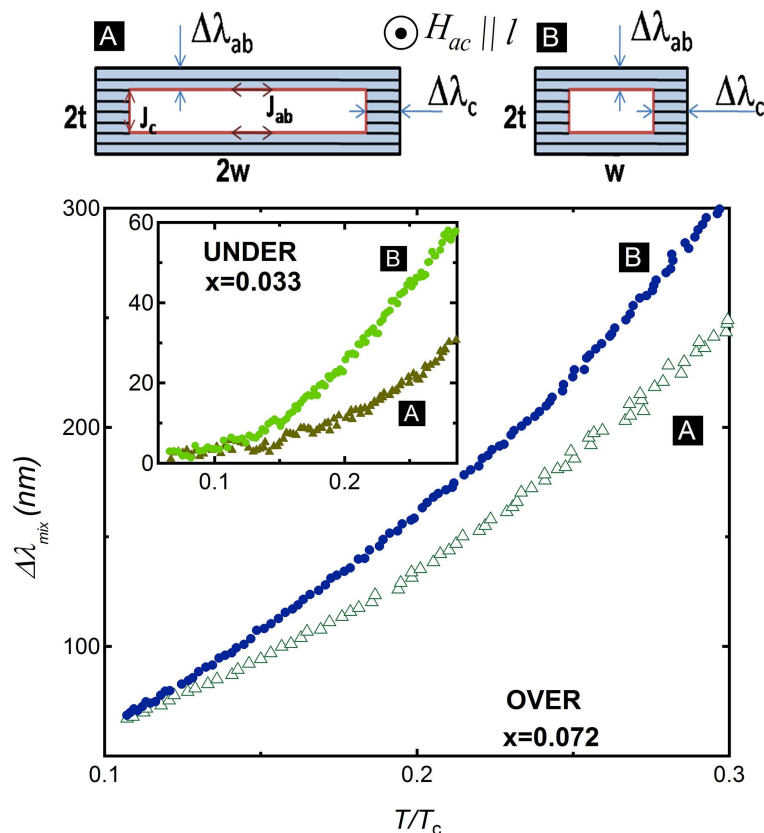 A
Δλab
H_ac || l
B
Δλab
2t
Jc
Jab
Δλc
2t
Δλc
2w
w
300
60
UNDER
x=0.033
B
B
40
20
A
A
200
0
0.1
0.2
Δλmix (nm)
100
OVER
x=0.072
0.1
0.2
0.3
T/Tc